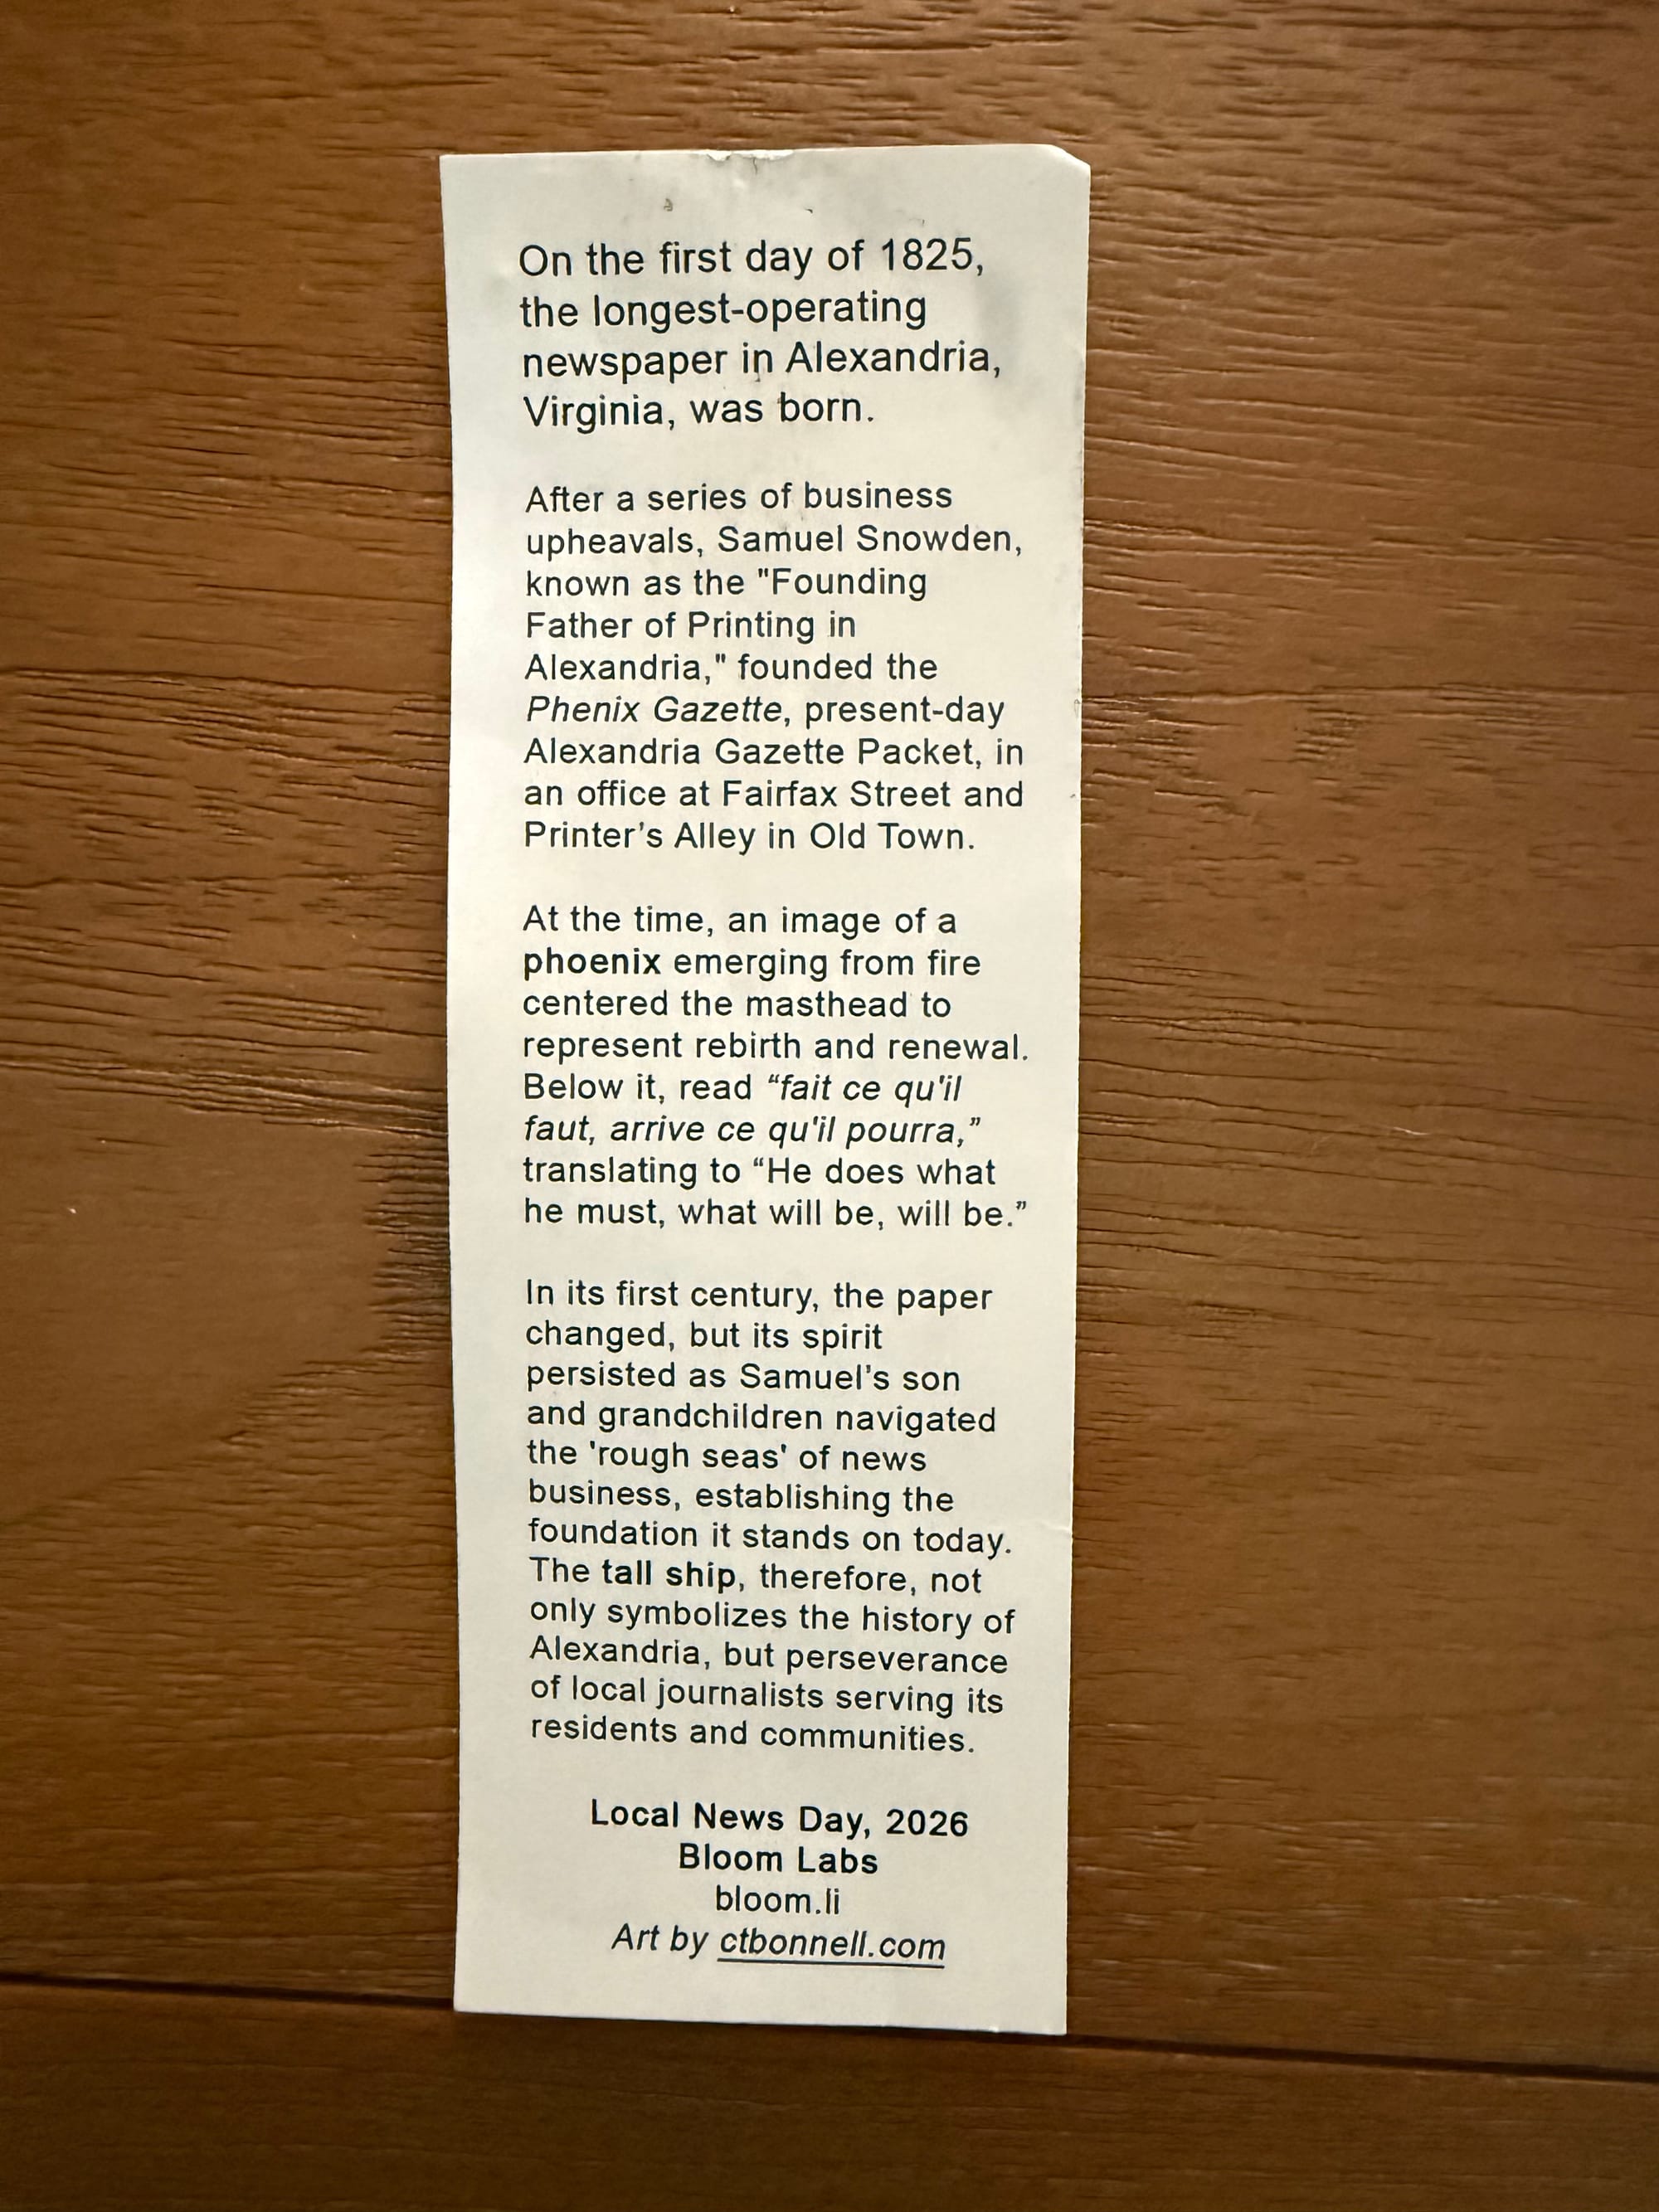 On the first day of 1825,
the longest-operating
newspaper in Alexandria,
Virginia, was born.
After a series of business
upheavals, Samuel Snowden,
known as the "Founding
Father of Printing in
Alexandria," founded the
Phenix Gazette, present-day
Alexandria Gazette Packet, in
an office at Fairfax Street and
Printer’s Alley in Old Town.
At the time, an image of a
phoenix emerging from fire
centered the masthead to
represent rebirth and renewal.
Below it, read “fait ce qu'il
faut, arrive ce qu'il pourra,”
translating to “He does what
he must, what will be, will be.”
In its first century, the paper
changed, but its spirit
persisted as Samuel’s son
and grandchildren navigated
the 'rough seas' of news
business, establishing the
foundation it stands on today.
The tall ship, therefore, not
only symbolizes the history of
Alexandria, but perseverance
of local journalists serving its
residents and communities.
Local News Day, 2026
Bloom Labs
bloom.li
Art by ctbonnell.com